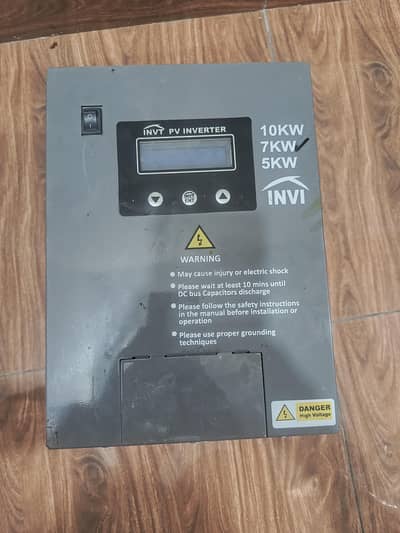 INVT PV INVERTER
10KW
7KW
5KW
INVT
ENT
INVI
WARNING
May cause injury or electric shock
Please wait at least 10 mins until
DC bus Capacitors discharge
Please follow the safety instructions
in the manual before installation or
operation
Please use proper grounding
techniques
DANGER
High Voltage